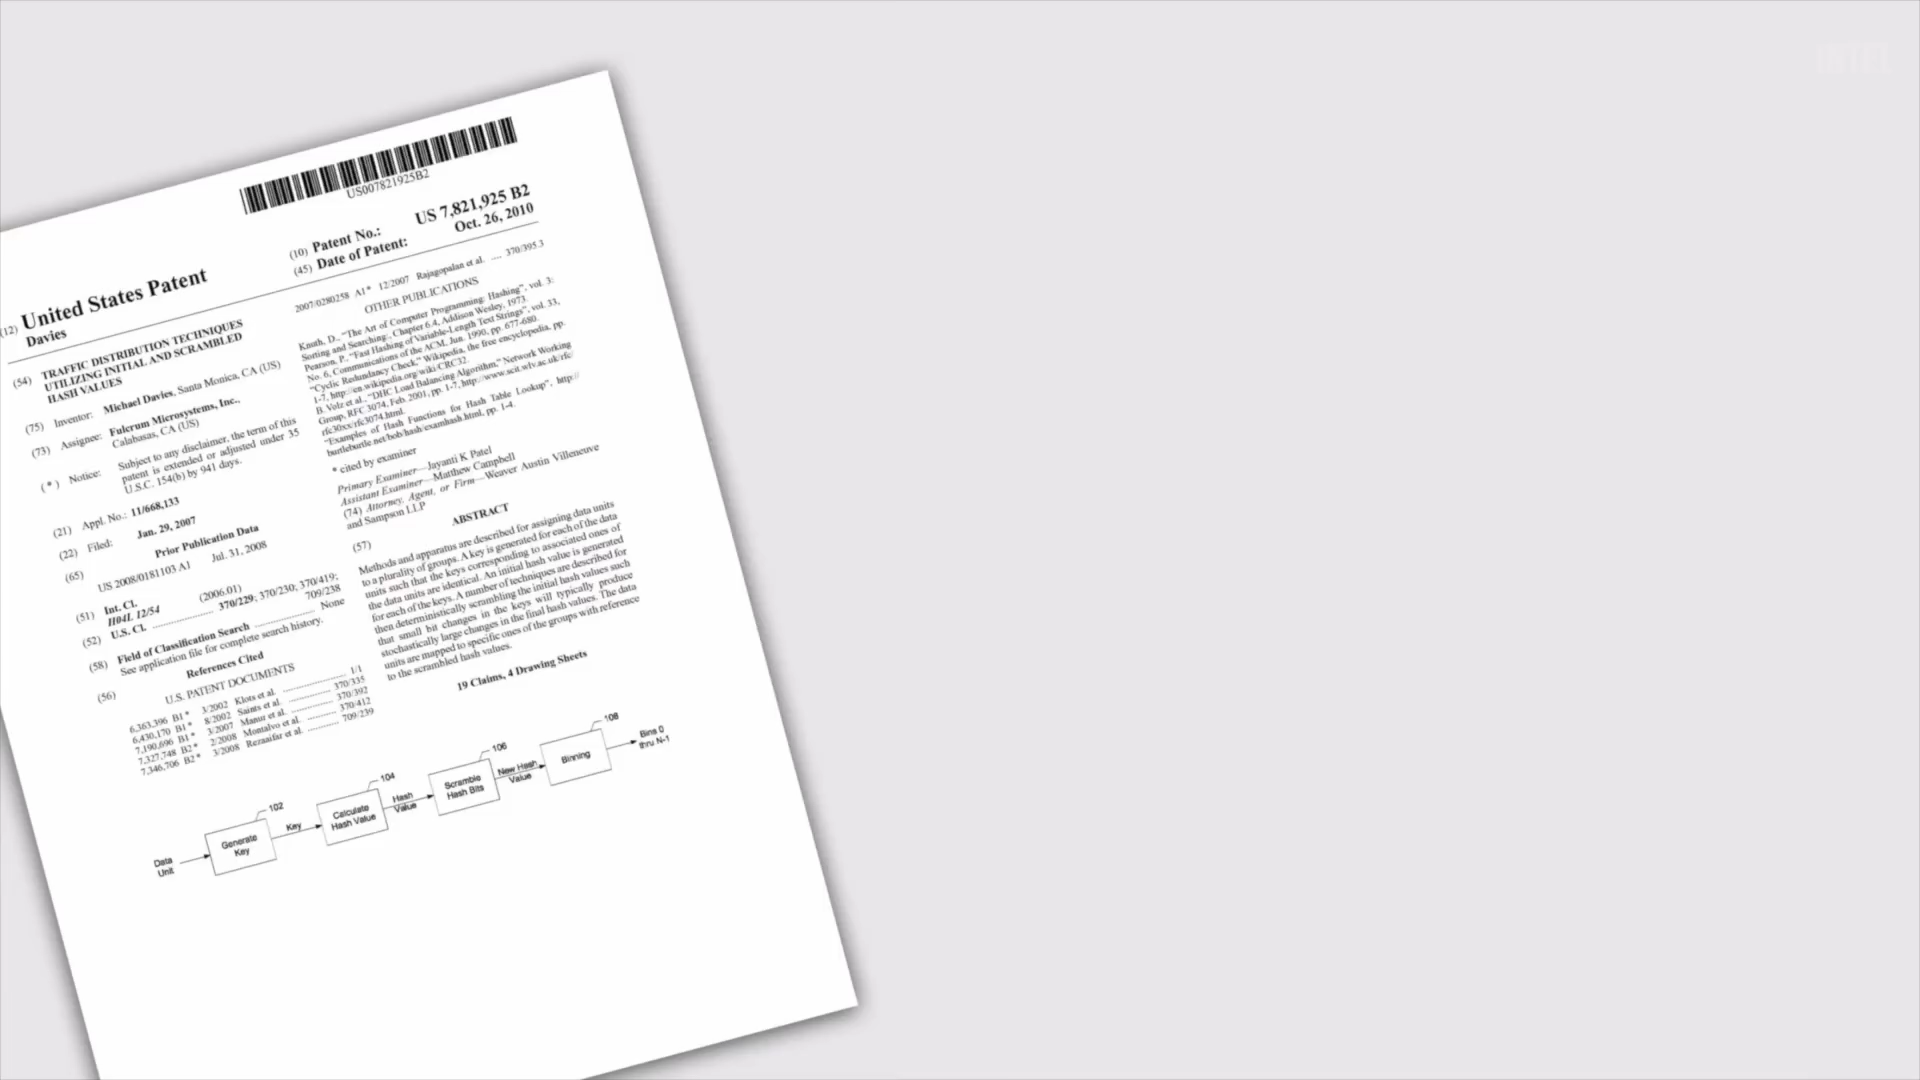 US007821925B2
(12) United States Patent
Davies
(10) Patent No.: US 7,821,925 B2
(45) Date of Patent: Oct. 26, 2010
(54) TRAFFIC DISTRIBUTION TECHNIQUES
UTILIZING INITIAL AND SCRAMBLED
HASH VALUES
(75) Inventor: Michael Davies, Santa Monica, CA (US)
(73) Assignee: Fulcrum Microsystems, Inc.,
Calabasas, CA (US)
( * ) Notice: Subject to any disclaimer, the term of this
patent is extended or adjusted under 35
U.S.C. 154(b) by 941 days.
(21) Appl. No.: 11/668,133
(22) Filed: Jan. 29, 2007
(65) Prior Publication Data
US 2008/0181103 A1 Jul. 31, 2008
(51) Int. Cl.
H04L 12/54 (2006.01)
(52) U.S. Cl. .................... 370/229; 370/230; 370/419;
709/238
(58) Field of Classification Search .................... None
See application file for complete search history.
(56) References Cited
U.S. PATENT DOCUMENTS
6,363,396 B1 * 3/2002 Klots et al. .................... 1/1
6,430,170 B1 * 8/2002 Saints et al. .................... 370/335
7,190,696 B1 * 3/2007 Manur et al. .................... 370/392
7,327,748 B2 * 2/2008 Montalvo et al. .................... 370/412
7,346,706 B2 * 3/2008 Rezaaifar et al. .................... 709/239
2007/0280258 A1 * 12/2007 Rajagopalan et al. .... 370/395.3
OTHER PUBLICATIONS
Knuth, D., "The Art of Computer Programming: Hashing", vol. 3:
Sorting and Searching:, Chapter 6.4, Addison Wesley, 1973.
Pearson, P., "Fast Hashing of Variable-Length Text Strings", vol. 33,
No. 6, Communications of the ACM, Jun. 1990, pp. 677-680.
"Cyclic Redundancy Check," Wikipedia, the free encyclopedia, pp.
1-7, http://en.wikipedia.org/wiki/CRC32.
B. Volz et al., "DHC Load Balancing Algorithm," Network Working
Group, RFC 3074, Feb. 2001, pp. 1-7, http://www.scit.wlv.ac.uk/rfc/
rfc30xx/rfc3074.html.
"Examples of Hash Functions for Hash Table Lookup", http://
burtleburtle.net/bob/hash/examhash.html, pp. 1-4.
* cited by examiner
Primary Examiner—Jayanti K Patel
Assistant Examiner—Matthew Campbell
(74) Attorney, Agent, or Firm—Weaver Austin Villeneuve
and Sampson LLP
(57) ABSTRACT
Methods and apparatus are described for assigning data units
to a plurality of groups. A key is generated for each of the data
units such that the keys corresponding to associated ones of
the data units are identical. An initial hash value is generated
for each of the keys. A number of techniques are described for
then deterministically scrambling the initial hash values such
that small bit changes in the keys will typically produce
stochastically large changes in the final hash values. The data
units are mapped to specific ones of the groups with reference
to the scrambled hash values.
19 Claims, 4 Drawing Sheets
Data
Unit
102
Generate
Key
Key
104
Calculate
Hash Value
Hash
Value
106
Scramble
Hash Bits
New Hash
Value
108
Binning
Bins 0
thru N-1